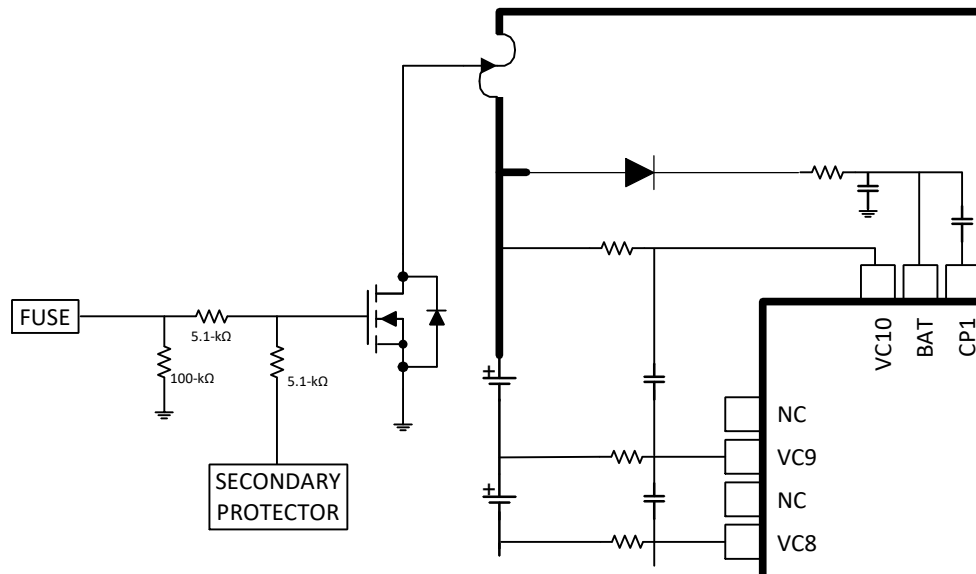 VC10
BAT
CP1
FUSE
5.1-kΩ
100-kΩ
5.1-kΩ
NC
VC9
SECONDARY
PROTECTOR
NC
VC8